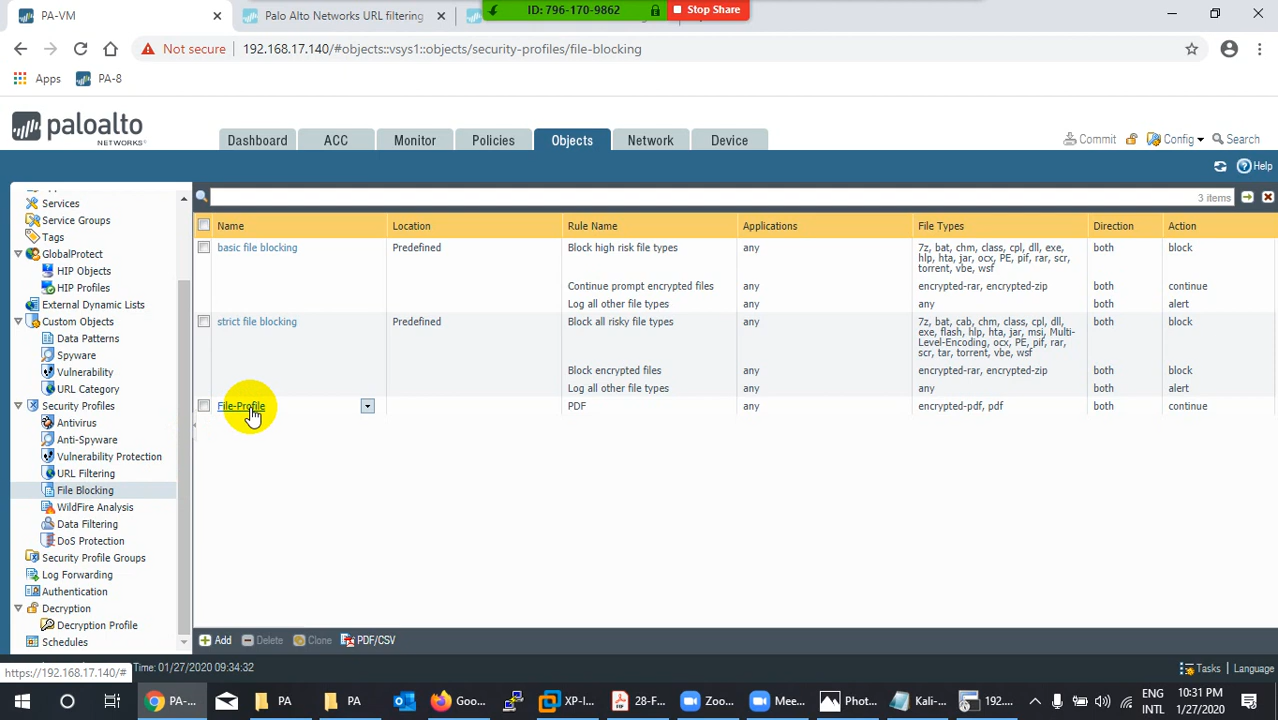 PA-VM
Palo Alto Networks URL filtering
ID: 796-170-9862
Stop Share
Not secure
192.168.17.140/#objects::vsys1::objects/security-profiles/file-blocking
Apps
PA-8
paloalto
NETWORKS
Dashboard
ACC
Monitor
Policies
Objects
Network
Device
Commit
Config
Search
Help
Services
Service Groups
Tags
GlobalProtect
HIP Objects
HIP Profiles
External Dynamic Lists
Custom Objects
Data Patterns
Spyware
Vulnerability
URL Category
Security Profiles
Antivirus
Anti-Spyware
Vulnerability Protection
URL Filtering
File Blocking
WildFire Analysis
Data Filtering
DoS Protection
Security Profile Groups
Log Forwarding
Authentication
Decryption
Decryption Profile
Schedules
3 items
Name Location Rule Name Applications File Types Direction Action
basic file blocking Predefined Block high risk file types any 7z, bat, chm, class, cpl, dll, exe, both block
hlp, hta, jar, ocx, PE, pif, rar, scr,
torrent, vbe, wsf
Continue prompt encrypted files any encrypted-rar, encrypted-zip both continue
Log all other file types any any both alert
strict file blocking Predefined Block all risky file types any 7z, bat, cab, chm, class, cpl, dll, both block
exe, flash, hlp, hta, jar, msi, Multi-
Level-Encoding, ocx, PE, pif, rar,
scr, tar, torrent, vbe, wsf
Block encrypted files any encrypted-rar, encrypted-zip both block
Log all other file types any any both alert
File-Profile PDF any encrypted-pdf, pdf both continue
Add
Delete
Clone
PDF/CSV
https://192.168.17.140/#
Time: 01/27/2020 09:34:32
Tasks
Language
PA-...
PA
PA
Goo...
XP-I...
28-F...
Zoo...
Mee...
Phot...
Kali-...
192...
ENG
INTL
10:31 PM
1/27/2020